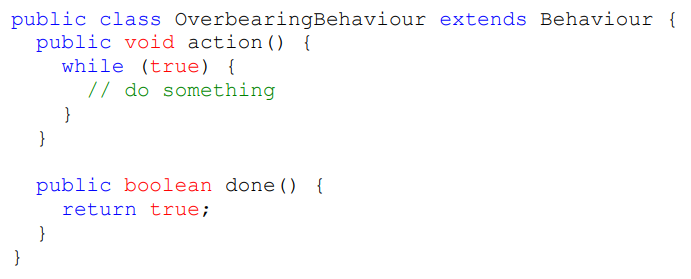 public class OverbearingBehaviour extends Behaviour {
  public void action() {
    while (true) {
      // do something
    }
  }

  public boolean done() {
    return true;
  }
}